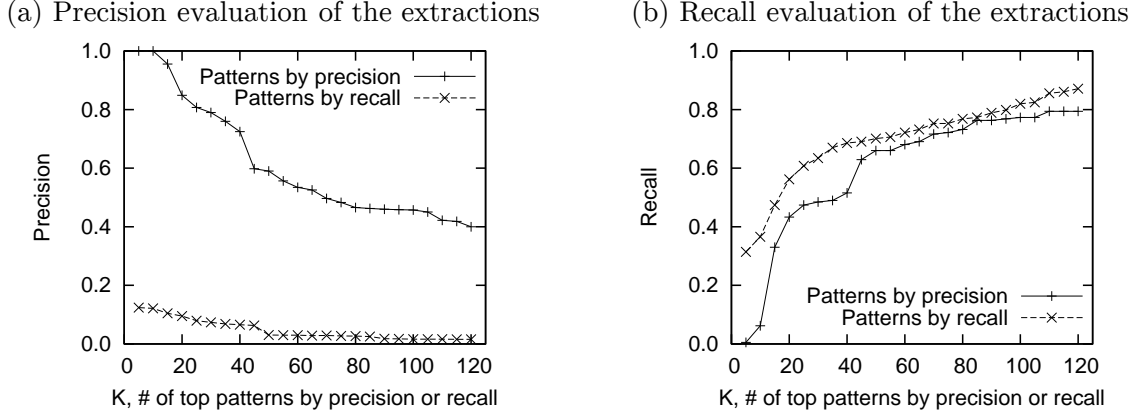 (a) Precision evaluation of the extractions
1.0
0.8
0.6
0.4
0.2
0.0
Precision
Patterns by precision
Patterns by recall
0 20 40 60 80 100 120
K, # of top patterns by precision or recall
(b) Recall evaluation of the extractions
1.0
0.8
0.6
0.4
0.2
0.0
Recall
Patterns by precision
Patterns by recall
0 20 40 60 80 100 120
K, # of top patterns by precision or recall